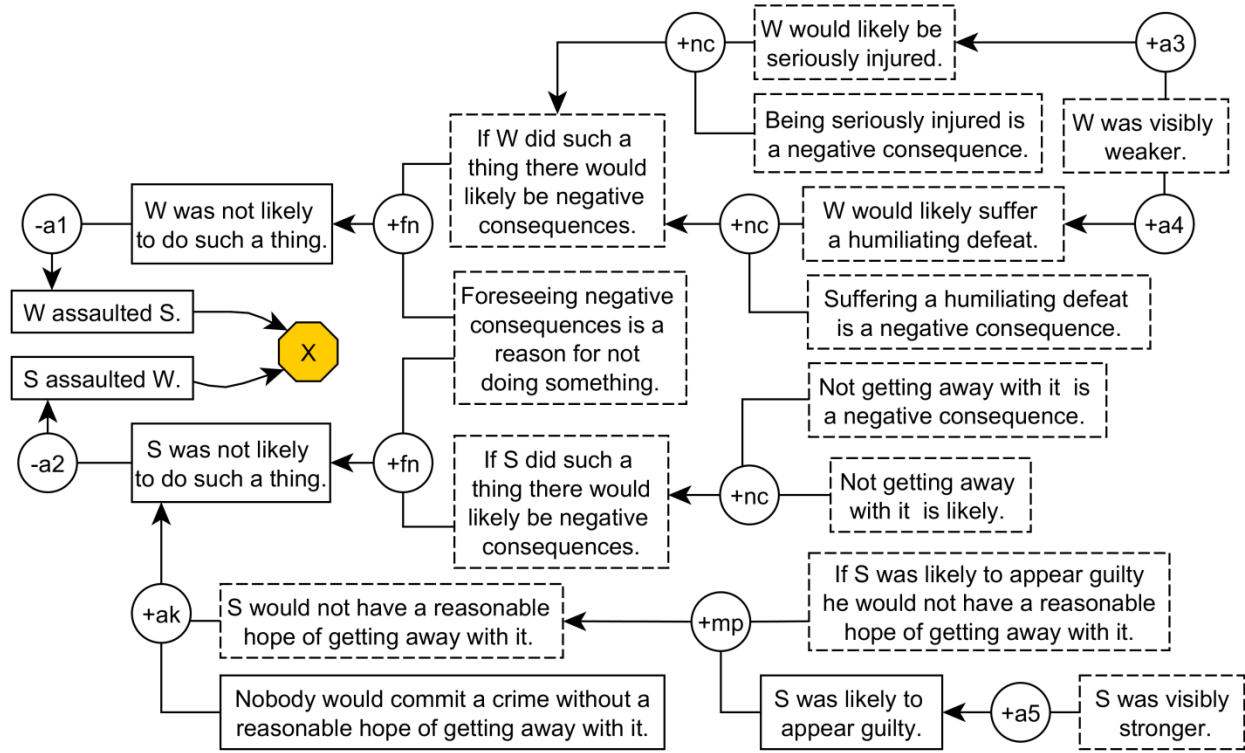 +nc
W would likely be
seriously injured.
+a3
Being seriously injured is
a negative consequence.
W was visibly
weaker.
If W did such a
thing there would
likely be negative
consequences.
-a1
W was not likely
to do such a thing.
+fn
+nc
W would likely suffer
a humiliating defeat.
+a4
W assaulted S.
Foreseeing negative
consequences is a
reason for not
doing something.
Suffering a humiliating defeat
is a negative consequence.
X
S assaulted W.
Not getting away with it is
a negative consequence.
-a2
S was not likely
to do such a thing.
+fn
If S did such a
thing there would
likely be negative
consequences.
+nc
Not getting away
with it is likely.
+ak
S would not have a reasonable
hope of getting away with it.
+mp
If S was likely to appear guilty
he would not have a reasonable
hope of getting away with it.
Nobody would commit a crime without a
reasonable hope of getting away with it.
S was likely to
appear guilty.
+a5
S was visibly
stronger.